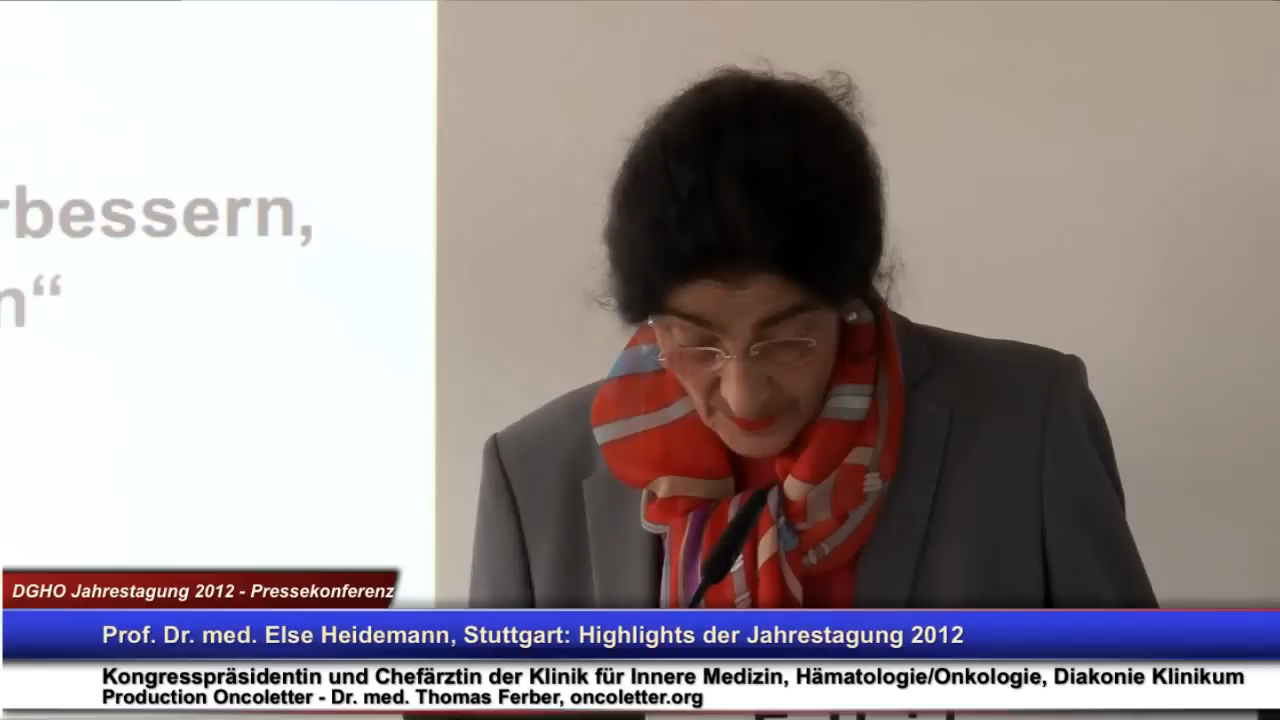 rbessern,
n“
DGHO Jahrestagung 2012 - Pressekonferenz
Prof. Dr. med. Else Heidemann, Stuttgart: Highlights der Jahrestagung 2012
Kongresspräsidentin und Chefärztin der Klinik für Innere Medizin, Hämatologie/Onkologie, Diakonie Klinikum
Production Oncoletter - Dr. med. Thomas Ferber, oncoletter.org